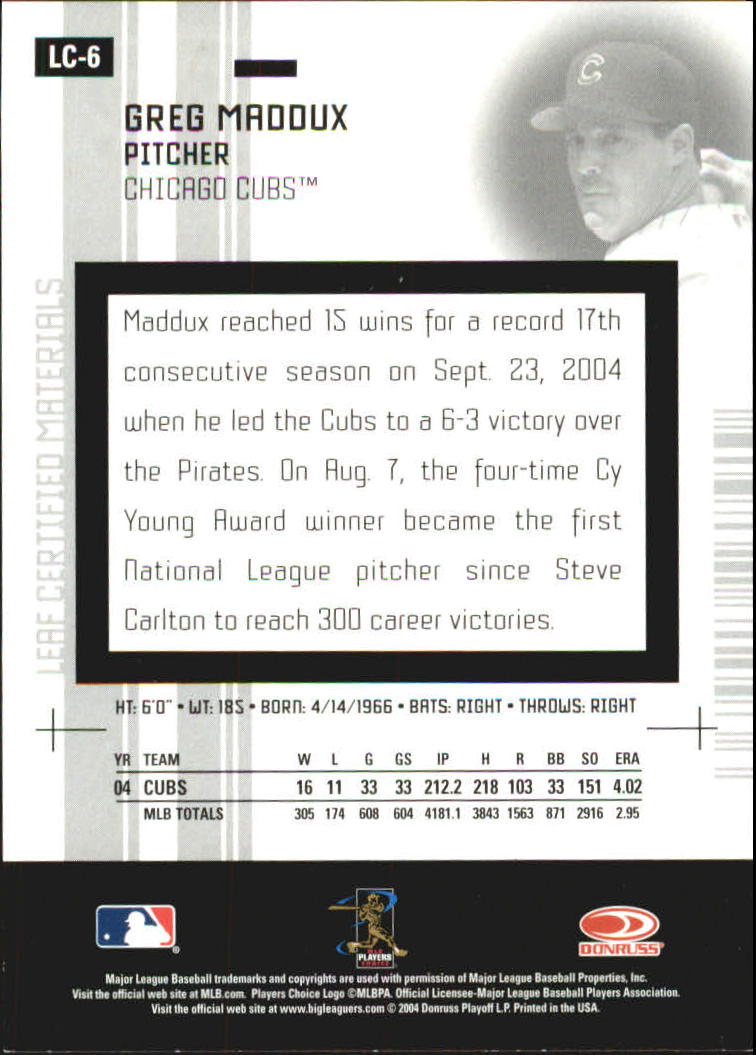 LC-6
GREG MADDUX
PITCHER
CHICAGO CUBS™
C
LEAF CERTIFIED MATERIALS
Maddux reached 15 wins for a record 17th
consecutive season on Sept. 23, 2004
when he led the Cubs to a 6-3 victory over
the Pirates. On Aug. 7, the four-time Cy
Young Award winner became the first
National League pitcher since Steve
Carlton to reach 300 career victories.
HT: 6'0" • WT: 185 • BORN: 4/14/1966 • BATS: RIGHT • THROWS: RIGHT
YR TEAM W L G GS IP H R BB SO ERA
04 CUBS 16 11 33 33 212.2 218 103 33 151 4.02
MLB TOTALS 305 174 608 604 4181.1 3843 1563 871 2916 2.95
MLB
PLAYERS
CHOICE
DONRUSS®
Major League Baseball trademarks and copyrights are used with permission of Major League Baseball Properties, Inc.
Visit the official web site at MLB.com. Players Choice Logo ©MLBPA. Official Licensee-Major League Baseball Players Association.
Visit the official web site at www.bigleaguers.com © 2004 Donruss Playoff L.P. Printed in the USA.